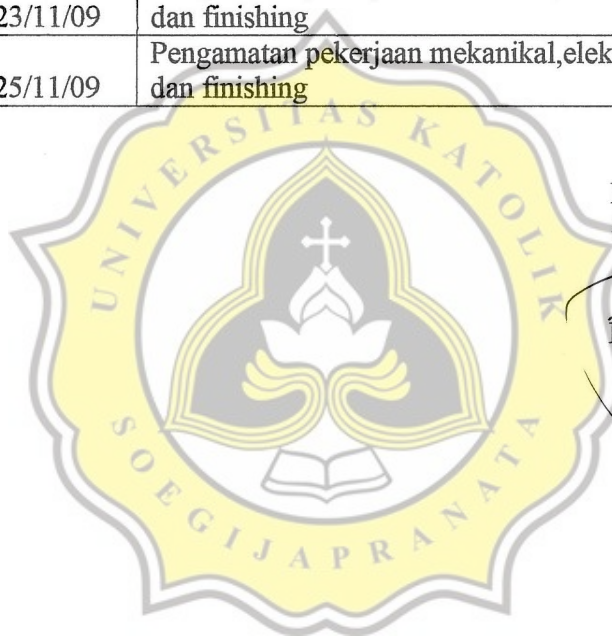 23/11/09 dan finishing
Pengamatan pekerjaan mekanikal,elek
25/11/09 dan finishing
UNIVERSITAS KATOLIK
SOEGIJAPRANATA